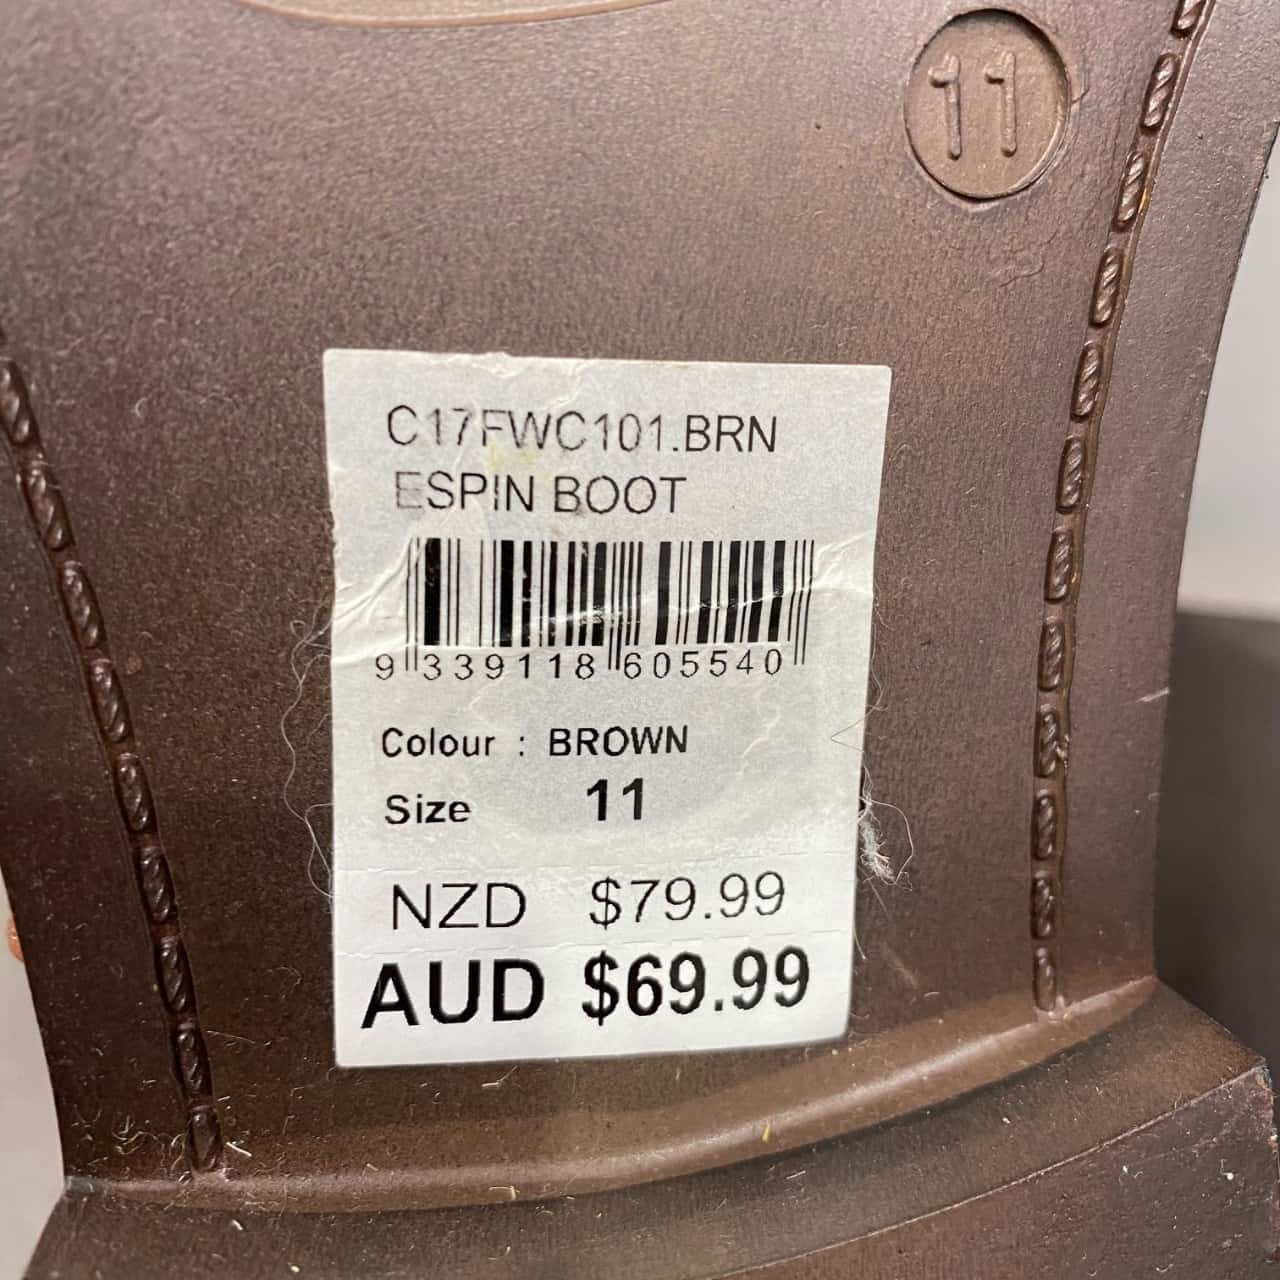 11
C17FWC101.BRN
ESPIN BOOT
9 339118 605540
Colour : BROWN
Size 11
NZD $79.99
AUD $69.99